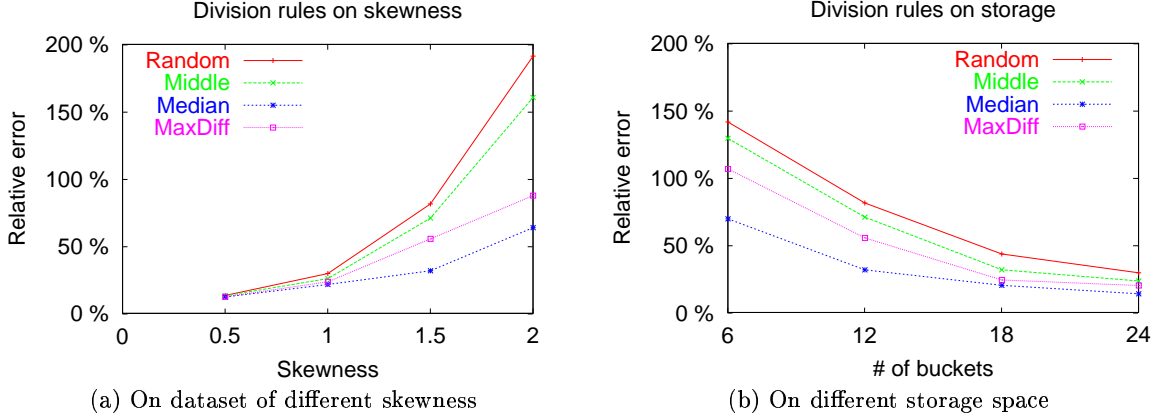 Division rules on skewness
200 %
150 %
100 %
50 %
0 %
Relative error
Random
Middle
Median
MaxDiff
0
0.5
1
1.5
2
Skewness
(a) On dataset of different skewness
Division rules on storage
200 %
150 %
100 %
50 %
0 %
Relative error
Random
Middle
Median
MaxDiff
6
12
18
24
# of buckets
(b) On different storage space